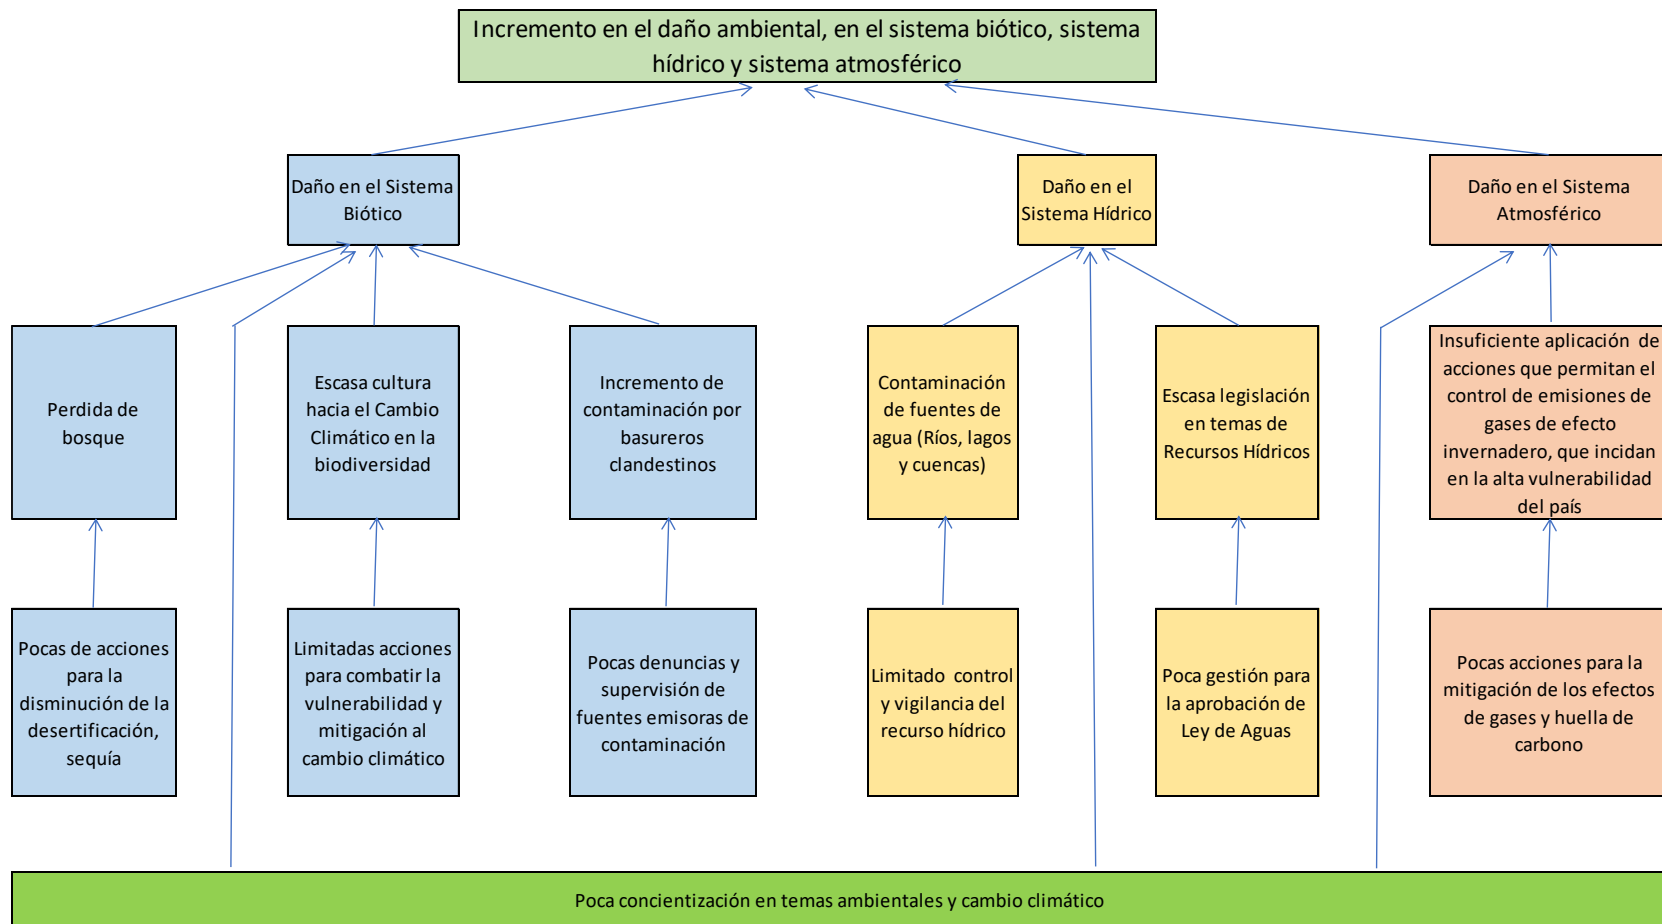 Incremento en el daño ambiental, en el sistema biótico, sistema
hídrico y sistema atmosférico
Daño en el Sistema
Biótico
Daño en el
Sistema Hídrico
Daño en el Sistema
Atmosférico
Perdida de
bosque
Escasa cultura
hacia el Cambio
Climático en la
biodiversidad
Incremento de
contaminación por
basureros
clandestinos
Contaminación
de fuentes de
agua (Ríos, lagos
y cuencas)
Escasa legislación
en temas de
Recursos Hídricos
Insuficiente aplicación de
acciones que permitan el
control de emisiones de
gases de efecto
invernadero, que incidan
en la alta vulnerabilidad
del país
Pocas de acciones
para la
disminución de la
desertificación,
sequía
Limitadas acciones
para combatir la
vulnerabilidad y
mitigación al
cambio climático
Pocas denuncias y
supervisión de
fuentes emisoras de
contaminación
Limitado control
y vigilancia del
recurso hídrico
Poca gestión para
la aprobación de
Ley de Aguas
Pocas acciones para la
mitigación de los efectos
de gases y huella de
carbono
Poca concientización en temas ambientales y cambio climático